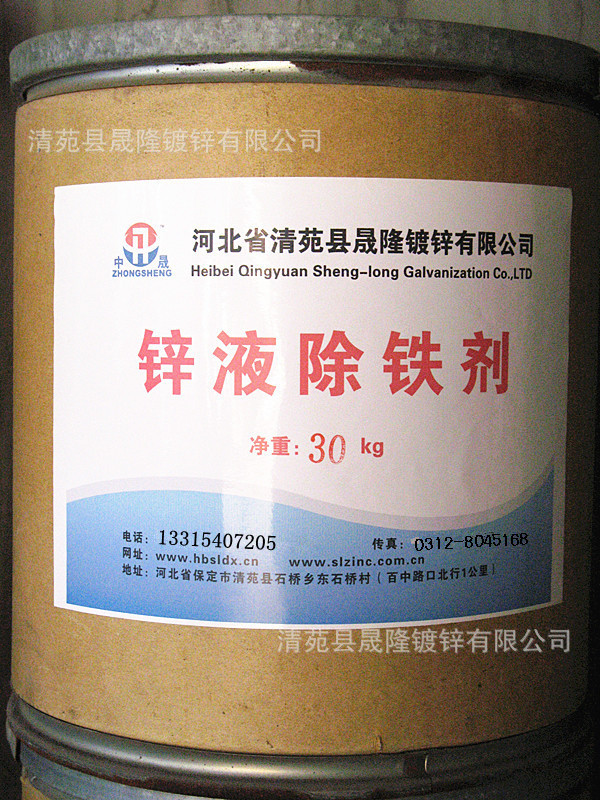 清苑县晟隆镀锌有限公司
中晟
ZHONGSHENG
河北省清苑县晟隆镀锌有限公司
Heibei Qingyuan Sheng-long Galvanization Co.,LTD
锌液除铁剂
净重：30 kg
电话：13315407205 传真：0312-8045168
网址：www.hbsldx.cn www.slzinc.com.cn
地址：河北省保定市清苑县石桥乡东石桥村（百中路口北行1公里）
清苑县晟隆镀锌有限公司